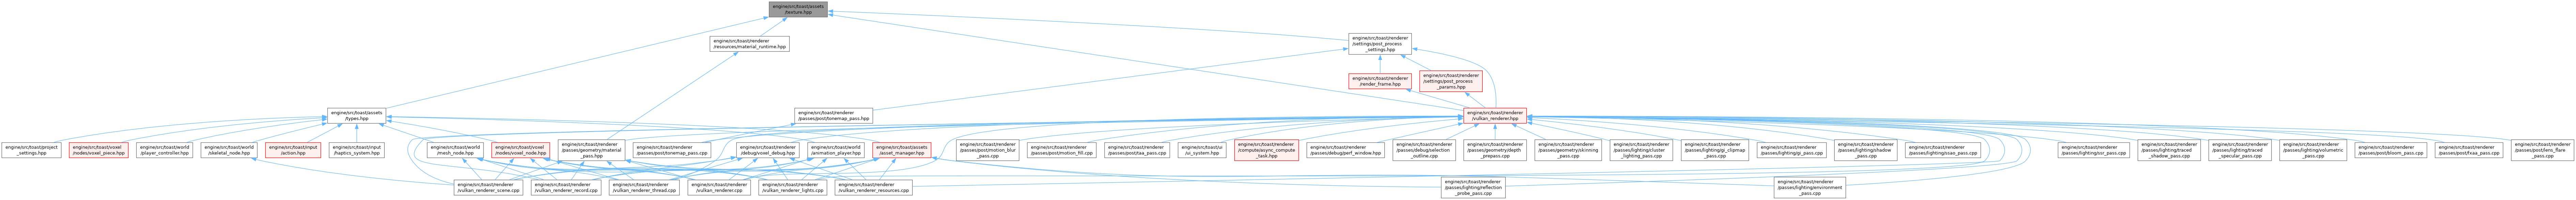 engine/src/toast/assets
/texture.hpp
engine/src/toast/renderer
/resources/material_runtime.hpp
engine/src/toast/renderer
/settings/post_process
_settings.hpp
engine/src/toast/renderer
/render_frame.hpp
engine/src/toast/renderer
/settings/post_process
_params.hpp
engine/src/toast/assets
/types.hpp
engine/src/toast/renderer
/passes/post/tonemap_pass.hpp
engine/src/toast/renderer
/vulkan_renderer.hpp
engine/src/toast/project
_settings.hpp
engine/src/toast/voxel
/nodes/voxel_piece.hpp
engine/src/toast/world
/player_controller.hpp
engine/src/toast/world
/skeletal_node.hpp
engine/src/toast/input
/action.hpp
engine/src/toast/input
/haptics_system.hpp
engine/src/toast/world
/mesh_node.hpp
engine/src/toast/voxel
/nodes/voxel_node.hpp
engine/src/toast/renderer
/passes/geometry/material
_pass.hpp
engine/src/toast/renderer
/passes/post/tonemap_pass.cpp
engine/src/toast/renderer
/debug/voxel_debug.hpp
engine/src/toast/world
/animation_player.hpp
engine/src/toast/assets
/asset_manager.hpp
engine/src/toast/renderer
/passes/post/motion_blur
_pass.cpp
engine/src/toast/renderer
/passes/post/motion_fill.cpp
engine/src/toast/renderer
/passes/post/taa_pass.cpp
engine/src/toast/ui
/ui_system.hpp
engine/src/toast/renderer
/compute/async_compute
_task.hpp
engine/src/toast/renderer
/passes/debug/perf_window.hpp
engine/src/toast/renderer
/passes/debug/selection
_outline.cpp
engine/src/toast/renderer
/passes/geometry/depth
_prepass.cpp
engine/src/toast/renderer
/passes/geometry/skinning
_pass.cpp
engine/src/toast/renderer
/passes/lighting/cluster
_lighting_pass.cpp
engine/src/toast/renderer
/passes/lighting/gi_clipmap
_pass.cpp
engine/src/toast/renderer
/passes/lighting/gi_pass.cpp
engine/src/toast/renderer
/passes/lighting/shadow
_pass.cpp
engine/src/toast/renderer
/passes/lighting/ssao_pass.cpp
engine/src/toast/renderer
/passes/lighting/ssr_pass.cpp
engine/src/toast/renderer
/passes/lighting/traced
_shadow_pass.cpp
engine/src/toast/renderer
/passes/lighting/traced
_specular_pass.cpp
engine/src/toast/renderer
/passes/lighting/volumetric
_pass.cpp
engine/src/toast/renderer
/passes/post/bloom_pass.cpp
engine/src/toast/renderer
/passes/post/fxaa_pass.cpp
engine/src/toast/renderer
/passes/post/lens_flare
_pass.cpp
engine/src/toast/renderer
/vulkan_renderer_scene.cpp
engine/src/toast/renderer
/vulkan_renderer_record.cpp
engine/src/toast/renderer
/vulkan_renderer_thread.cpp
engine/src/toast/renderer
/vulkan_renderer.cpp
engine/src/toast/renderer
/vulkan_renderer_lights.cpp
engine/src/toast/renderer
/vulkan_renderer_resources.cpp
engine/src/toast/renderer
/passes/lighting/reflection
_probe_pass.cpp
engine/src/toast/renderer
/passes/lighting/environment
_pass.cpp